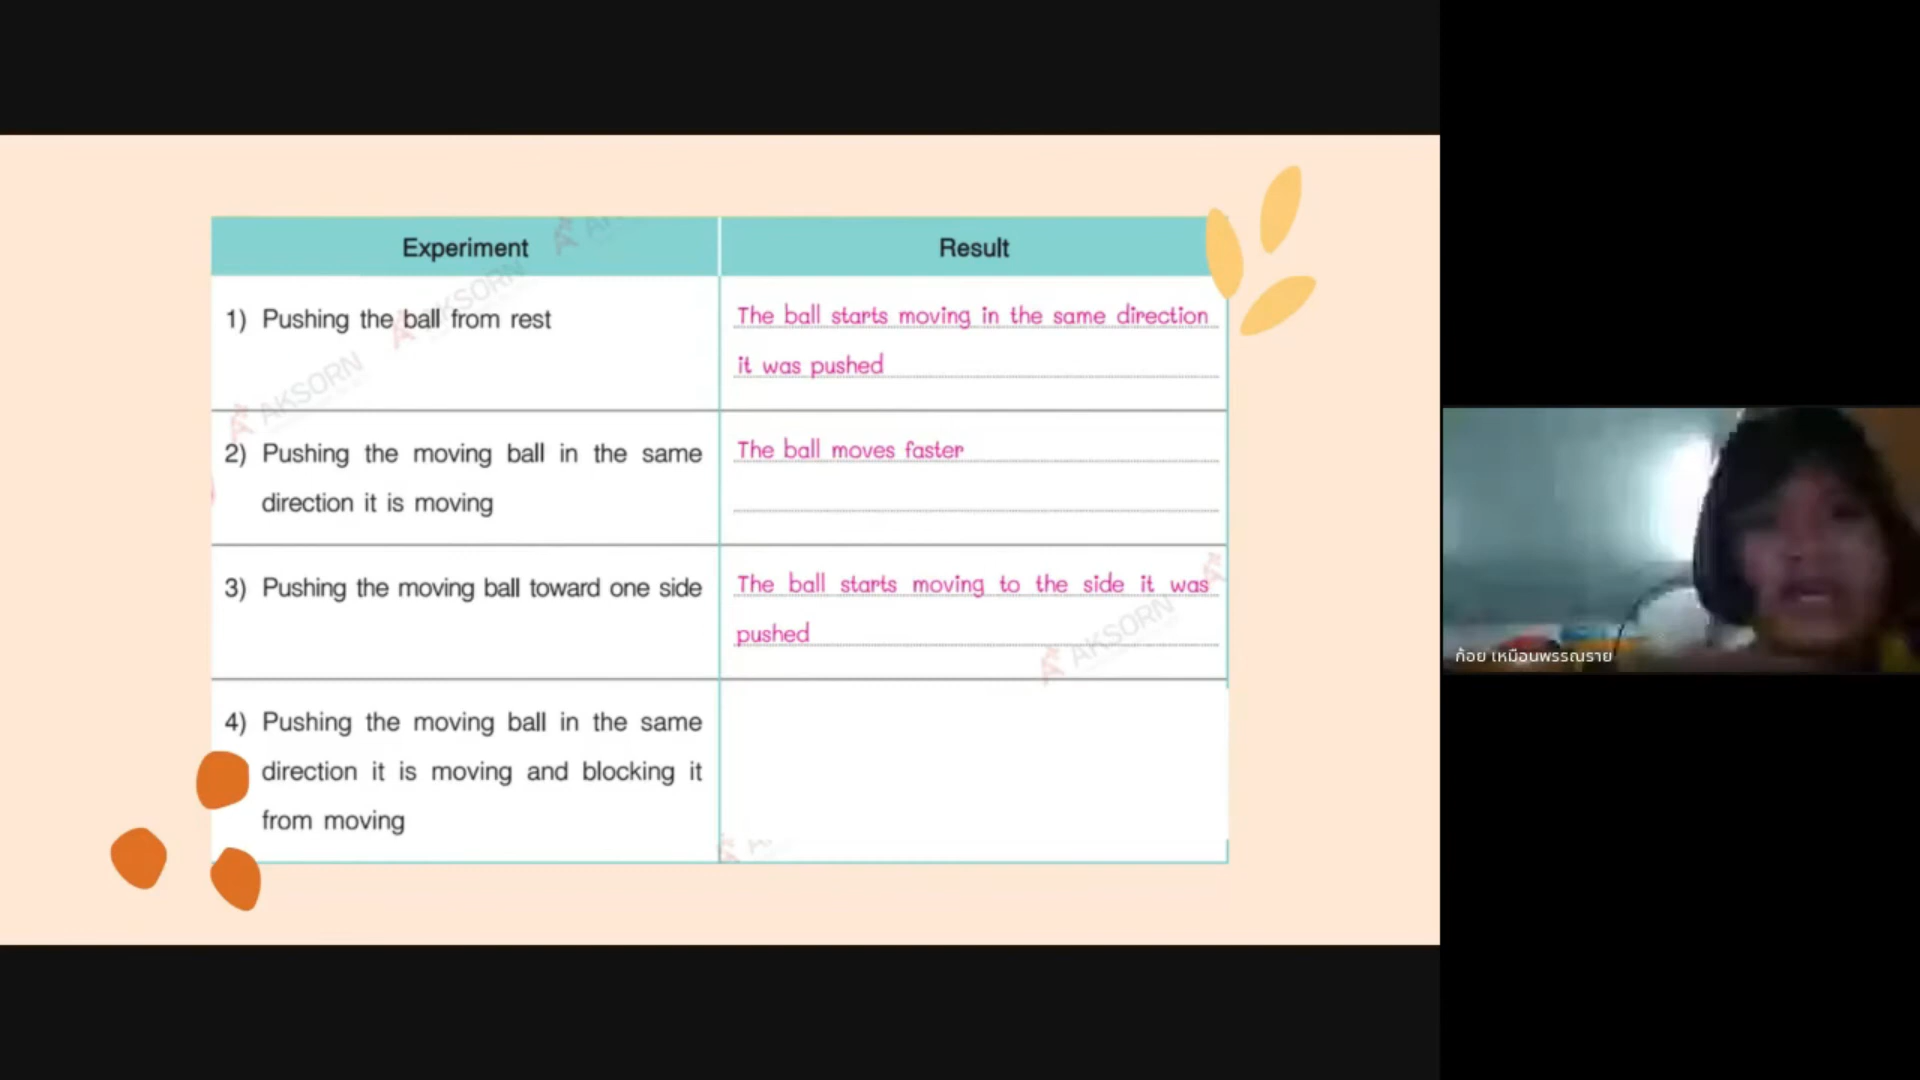 Experiment
Result
1) Pushing the ball from rest
The ball starts moving in the same direction
it was pushed
2) Pushing the moving ball in the same
direction it is moving
The ball moves faster
3) Pushing the moving ball toward one side
The ball starts moving to the side it was
pushed
4) Pushing the moving ball in the same
direction it is moving and blocking it
from moving
AKSORN
AKSORN
AKSORN
ก้อย เหมือนพรรณราย